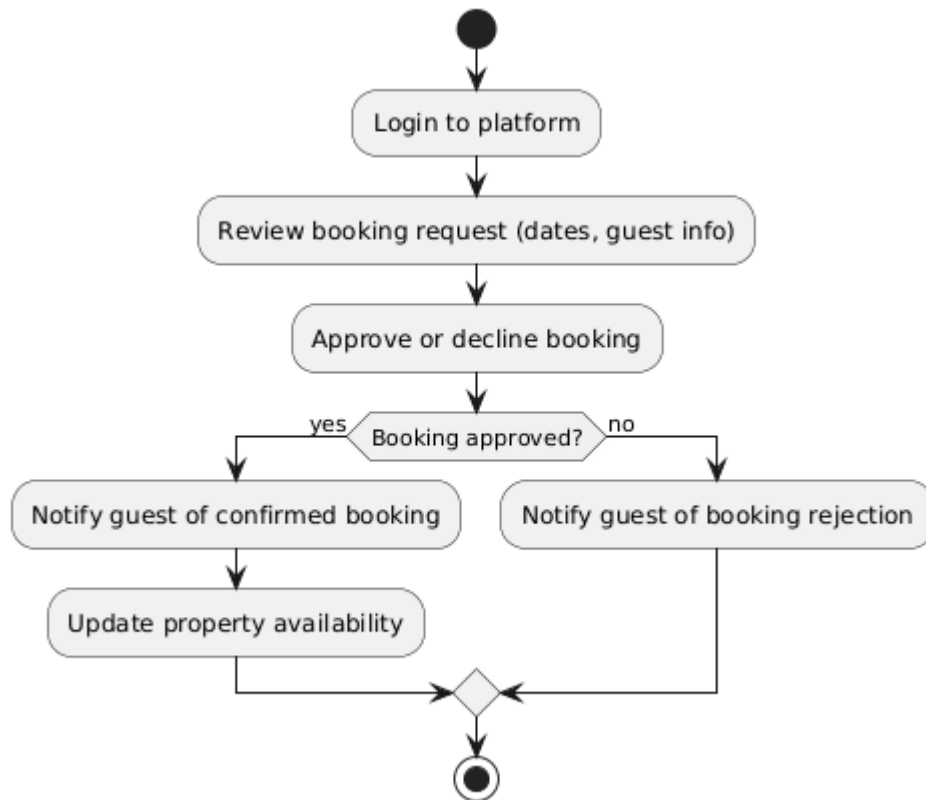 Login to platform
Review booking request (dates, guest info)
Approve or decline booking
yes
Booking approved?
no
Notify guest of confirmed booking
Notify guest of booking rejection
Update property availability